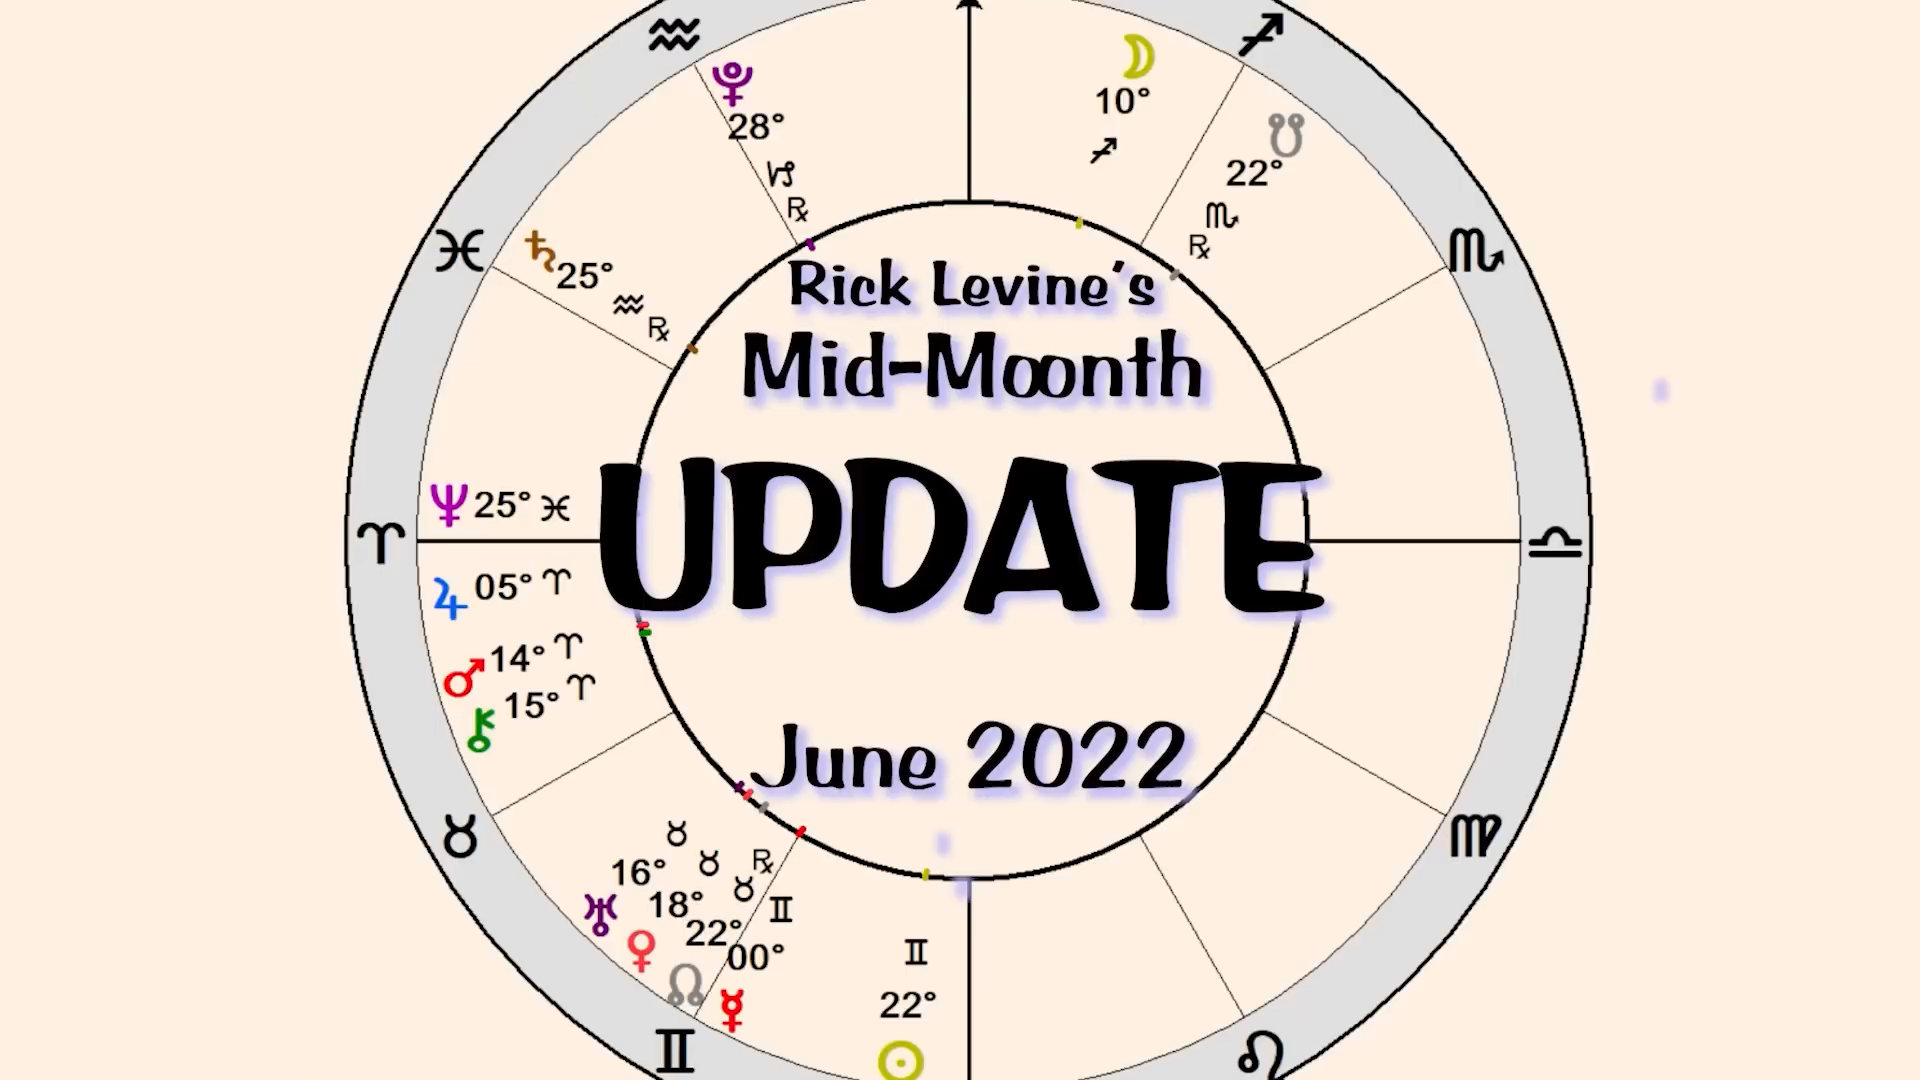 ♒ ♐
♇ 28° ♑ ℞
☽ 10° ♐
☋ 22° ♏ ℞
♓ ♏
♄ 25° ♒ ℞
Rick Levine's
Mid-Moonth
UPDATE
June 2022
♆ 25° ♓
♈ ♎
♃ 05° ♈
♂ 14° ♈
⚷ 15° ♈
♉ ♍
♅ 16° ♉
♀ 18° ♉
☊ 22° ♉ ℞
☿ 00° ♊
☉ 22° ♊
♊ ♌